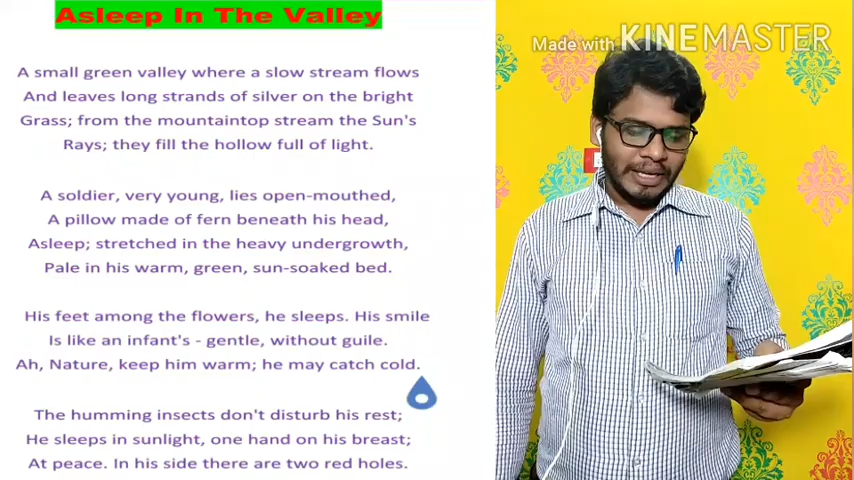 Asleep In The Valley
A small green valley where a slow stream flows
And leaves long strands of silver on the bright
Grass; from the mountaintop stream the Sun's
Rays; they fill the hollow full of light.
A soldier, very young, lies open-mouthed,
A pillow made of fern beneath his head,
Asleep; stretched in the heavy undergrowth,
Pale in his warm, green, sun-soaked bed.
His feet among the flowers, he sleeps. His smile
Is like an infant's - gentle, without guile.
Ah, Nature, keep him warm; he may catch cold.
The humming insects don't disturb his rest;
He sleeps in sunlight, one hand on his breast;
At peace. In his side there are two red holes.
Made with KINEMASTER